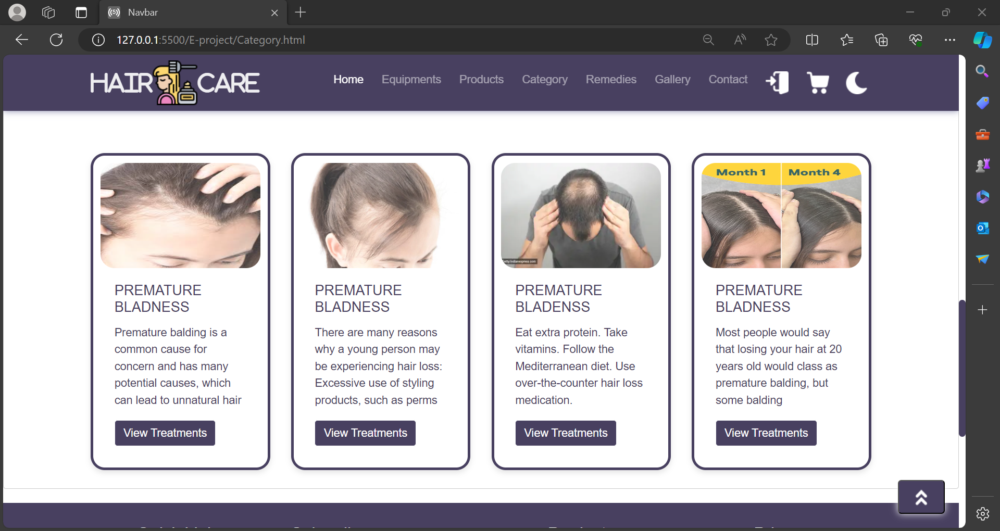 Navbar
127.0.0.1:5500/E-project/Category.html
HAIR CARE
Home Equipments Products Category Remedies Gallery Contact
Month 1 Month 4
PREMATURE
BLADNESS
Premature balding is a
common cause for
concern and has many
potential causes, which
can lead to unnatural hair
View Treatments
PREMATURE
BLADNESS
There are many reasons
why a young person may
be experiencing hair loss:
Excessive use of styling
products, such as perms
View Treatments
PREMATURE
BLADENSS
Eat extra protein. Take
vitamins. Follow the
Mediterranean diet. Use
over-the-counter hair loss
medication.
View Treatments
PREMATURE
BLADNESS
Most people would say
that losing your hair at 20
years old would class as
premature balding, but
some balding
View Treatments